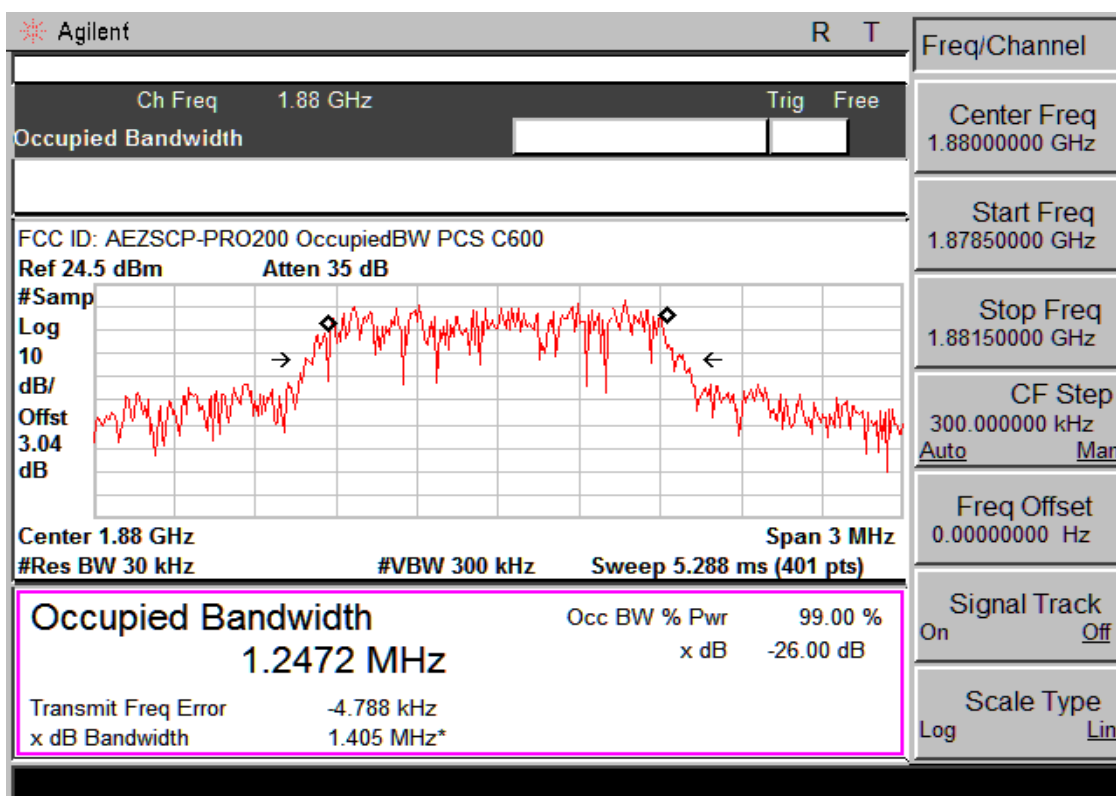 Agilent R T
Freq/Channel
Ch Freq 1.88 GHz Trig Free
Occupied Bandwidth
Center Freq
1.88000000 GHz
Start Freq
1.87850000 GHz
Stop Freq
1.88150000 GHz
CF Step
300.000000 kHz
Auto Man
Freq Offset
0.00000000 Hz
Signal Track
On Off
Scale Type
Log Lin
FCC ID: AEZSCP-PRO200 OccupiedBW PCS C600
Ref 24.5 dBm Atten 35 dB
#Samp
Log
10
dB/
Offst
3.04
dB
Center 1.88 GHz Span 3 MHz
#Res BW 30 kHz #VBW 300 kHz Sweep 5.288 ms (401 pts)
Occupied Bandwidth Occ BW % Pwr 99.00 %
1.2472 MHz x dB -26.00 dB
Transmit Freq Error -4.788 kHz
x dB Bandwidth 1.405 MHz*